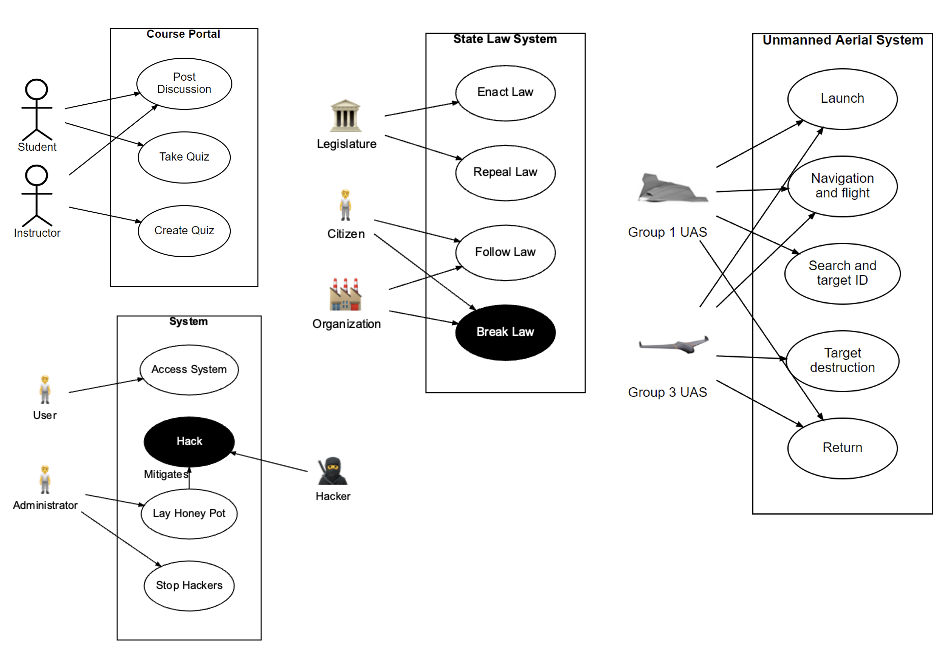 Course Portal
Post
Discussion
Take Quiz
Create Quiz
Student
Instructor
State Law System
Enact Law
Repeal Law
Follow Law
Break Law
Legislature
Citizen
Organization
Unmanned Aerial System
Launch
Navigation
and flight
Search and
target ID
Target
destruction
Return
Group 1 UAS
Group 3 UAS
System
Access System
Hack
Mitigates
Lay Honey Pot
Stop Hackers
User
Administrator
Hacker